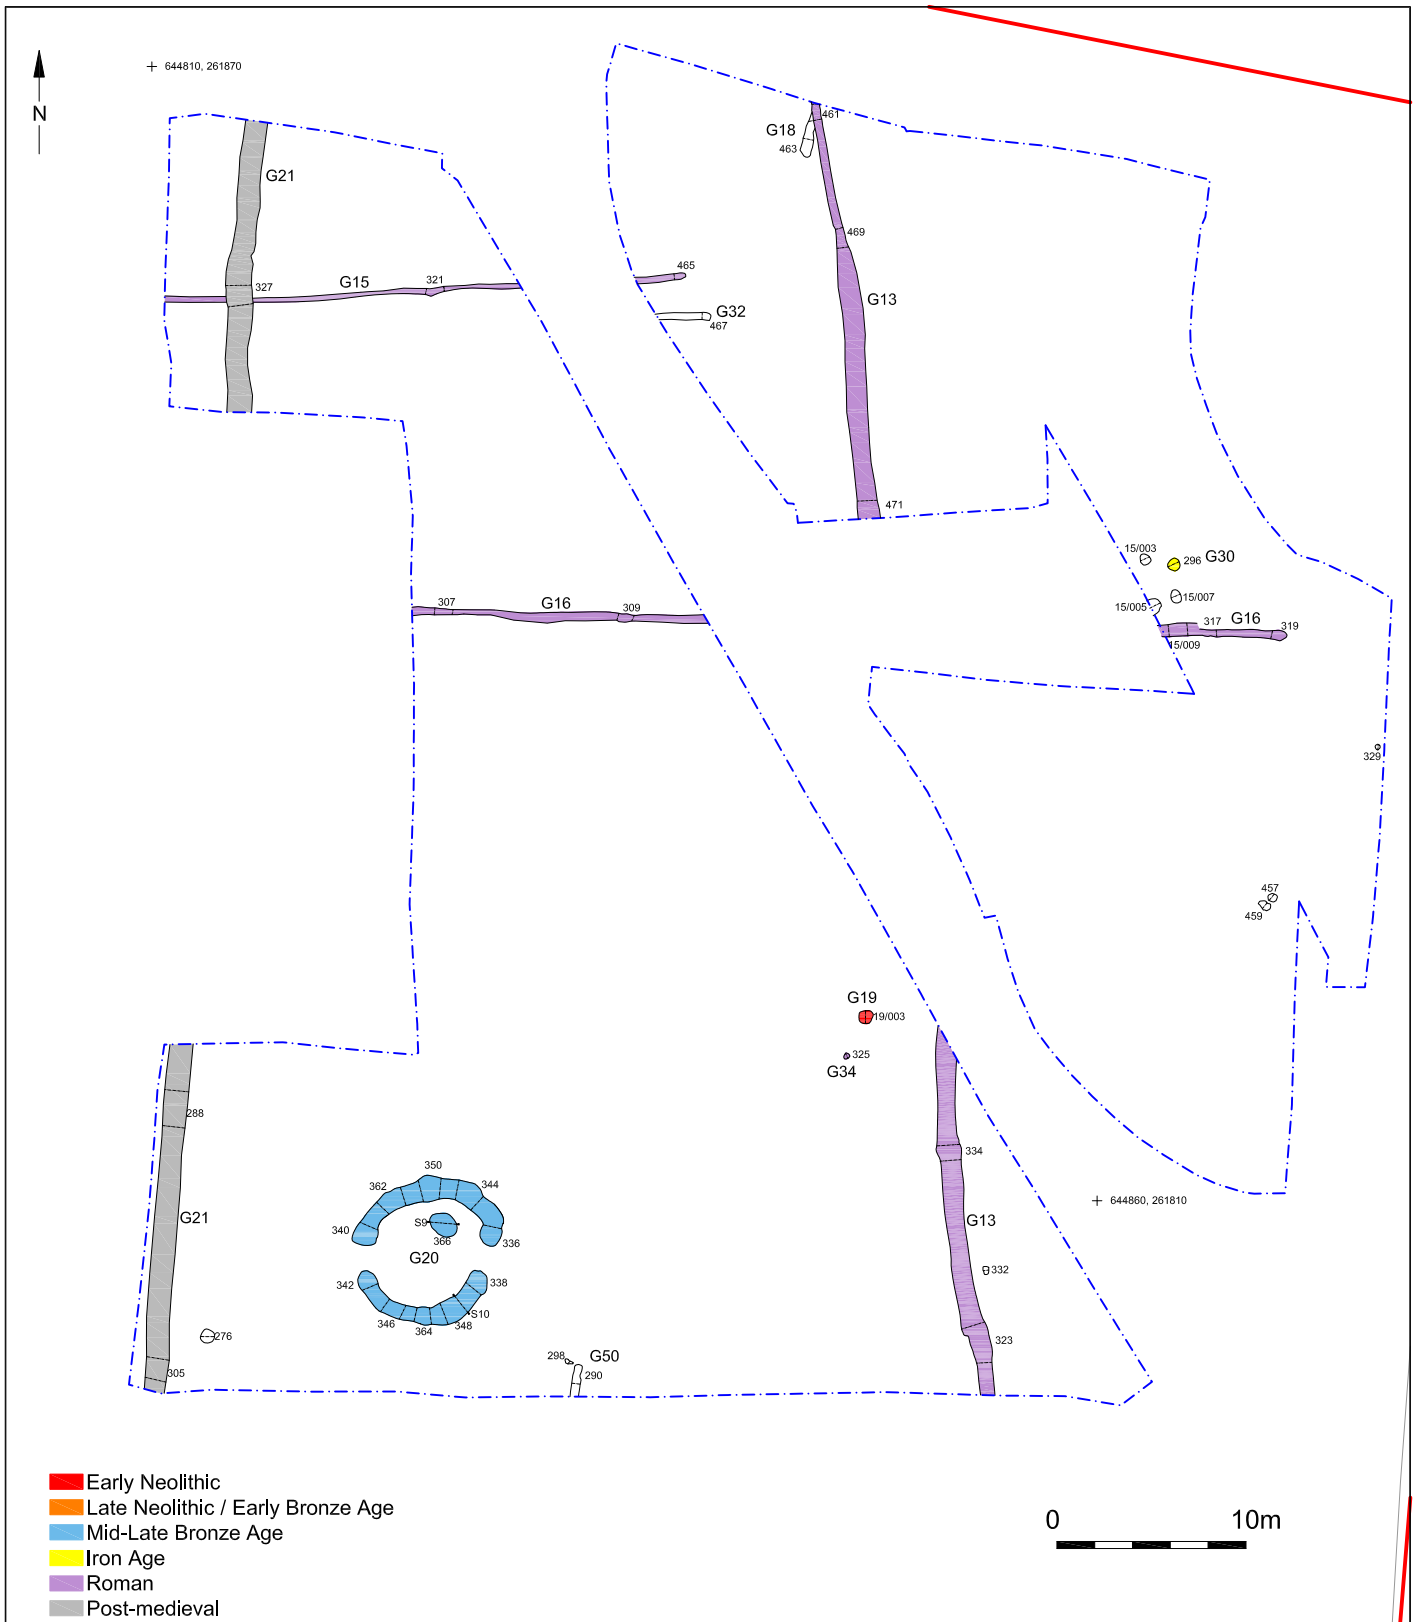 644810, 261870
N
461
G18
463
G21
469
465
G15
321
327
G13
G32
467
471
15/003
296
G30
15/007
15/005
307
G16
309
317
G16
319
15/009
329
457
459
G19
19/003
325
G34
288
334
350
362
344
644860, 261810
G21
S9
G13
340
366
336
G20
332
342
338
S10
346
364
348
276
323
298
G50
290
305
Early Neolithic
Late Neolithic / Early Bronze Age
Mid-Late Bronze Age
Iron Age
Roman
Post-medieval
0
10m